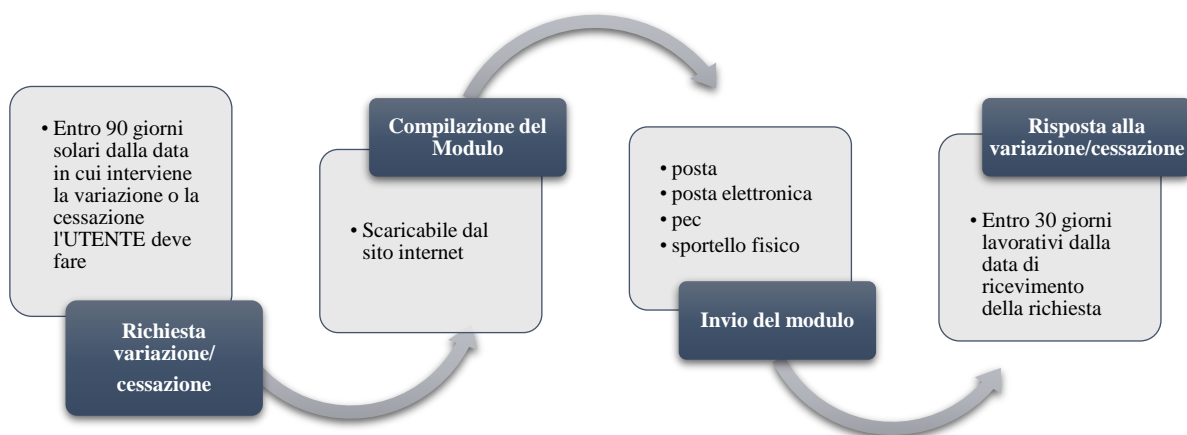 • Entro 90 giorni
solari dalla data
in cui interviene
la variazione o la
cessazione
l'UTENTE deve
fare
Richiesta
variazione/
cessazione
Compilazione del
Modulo
• Scaricabile dal
sito internet
• posta
• posta elettronica
• pec
• sportello fisico
Invio del modulo
Risposta alla
variazione/cessazione
• Entro 30 giorni
lavorativi dalla
data di
ricevimento
della richiesta